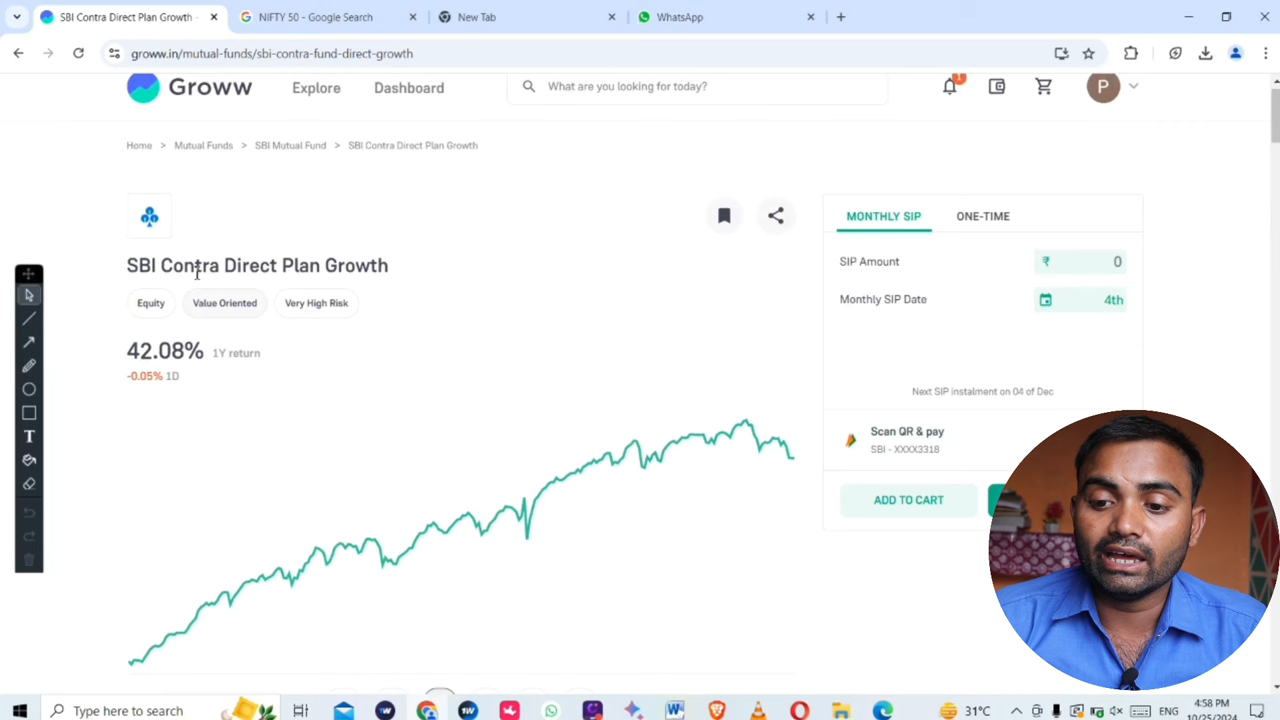 SBI Contra Direct Plan Growth -
NIFTY 50 - Google Search
New Tab
WhatsApp
groww.in/mutual-funds/sbi-contra-fund-direct-growth
Groww
Explore
Dashboard
What are you looking for today?
1
P
Home > Mutual Funds > SBI Mutual Fund > SBI Contra Direct Plan Growth
SBI Contra Direct Plan Growth
Equity
Value Oriented
Very High Risk
42.08% 1Y return
-0.05% 1D
MONTHLY SIP
ONE-TIME
SIP Amount
₹ 0
Monthly SIP Date
4th
Next SIP instalment on 04 of Dec
Scan QR & pay
SBI - XXXX3318
ADD TO CART
T
Type here to search
31°C
ENG
4:58 PM
10/25/2024